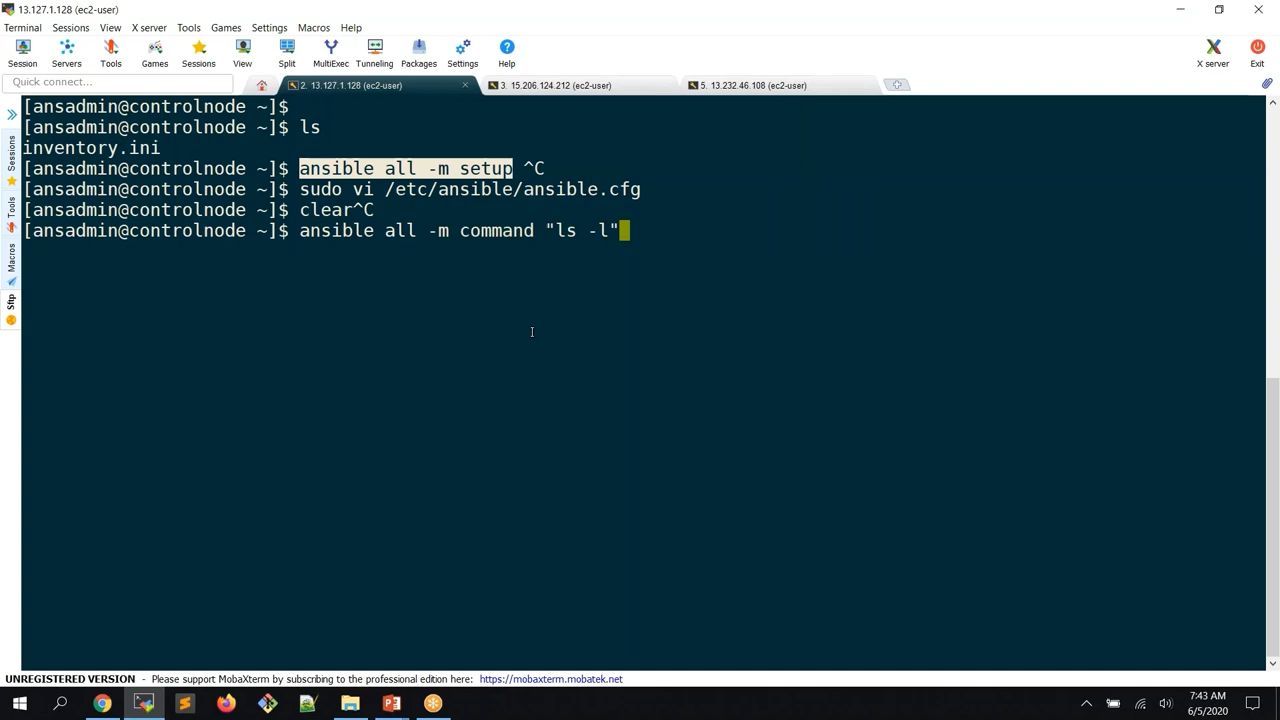 13.127.1.128 (ec2-user)
Terminal Sessions View X server Tools Games Settings Macros Help
Session Servers Tools Games Sessions View Split MultiExec Tunneling Packages Settings Help X server Exit
Quick connect...
2. 13.127.1.128 (ec2-user)
3. 15.206.124.212 (ec2-user)
5. 13.232.46.108 (ec2-user)
Sessions
Tools
Macros
Sftp
[ansadmin@controlnode ~]$
[ansadmin@controlnode ~]$ ls
inventory.ini
[ansadmin@controlnode ~]$ ansible all -m setup ^C
[ansadmin@controlnode ~]$ sudo vi /etc/ansible/ansible.cfg
[ansadmin@controlnode ~]$ clear^C
[ansadmin@controlnode ~]$ ansible all -m command "ls -l"
UNREGISTERED VERSION - Please support MobaXterm by subscribing to the professional edition here: https://mobaxterm.mobatek.net
7:43 AM
6/5/2020